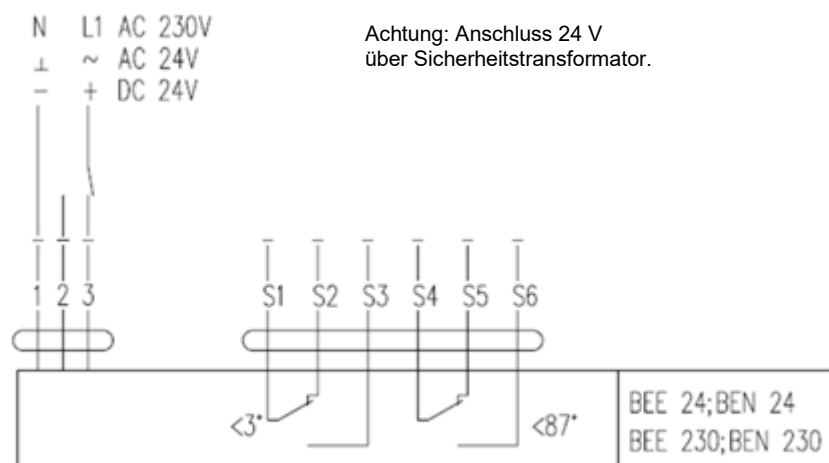 N L1 AC 230V
⊥ ~ AC 24V
− + DC 24V
Achtung: Anschluss 24 V
über Sicherheitstransformator.
1 2 3 S1 S2 S3 S4 S5 S6
<3° <87°
BEE 24;BEN 24
BEE 230;BEN 230